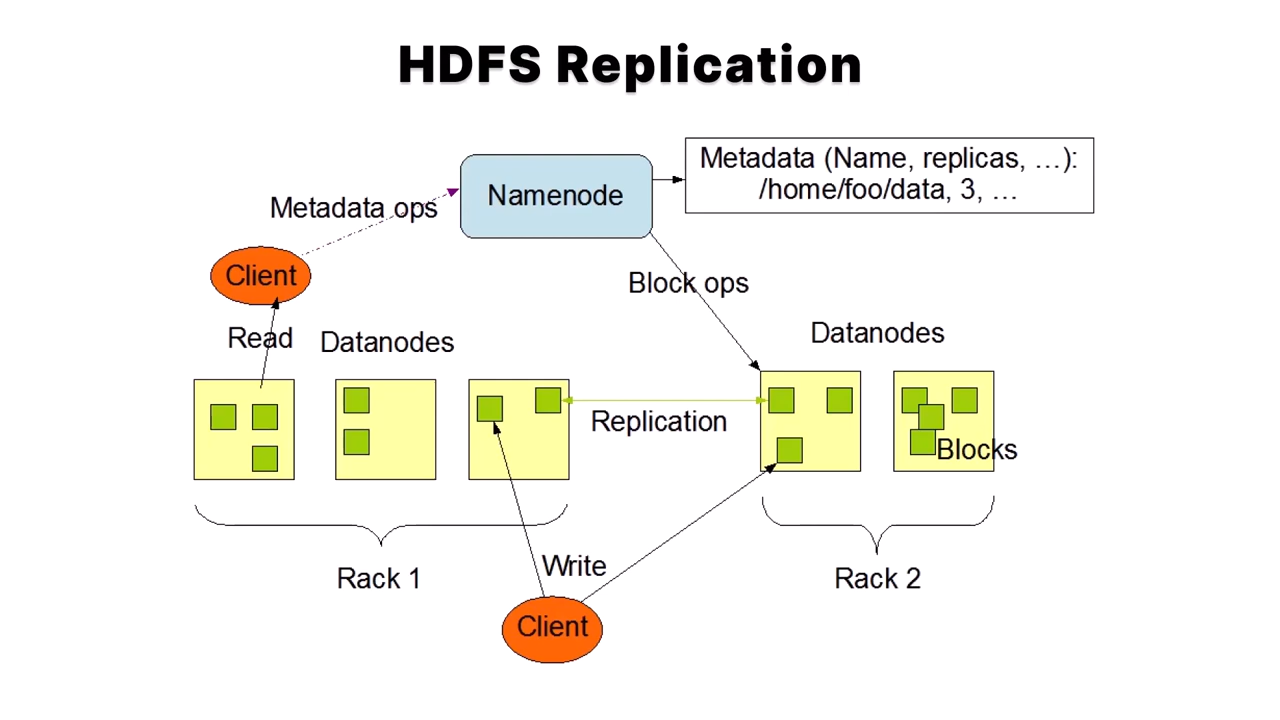 HDFS Replication
Metadata (Name, replicas, …):
/home/foo/data, 3, …
Namenode
Metadata ops
Client
Block ops
Read
Datanodes
Datanodes
Replication
Blocks
Rack 1
Write
Rack 2
Client